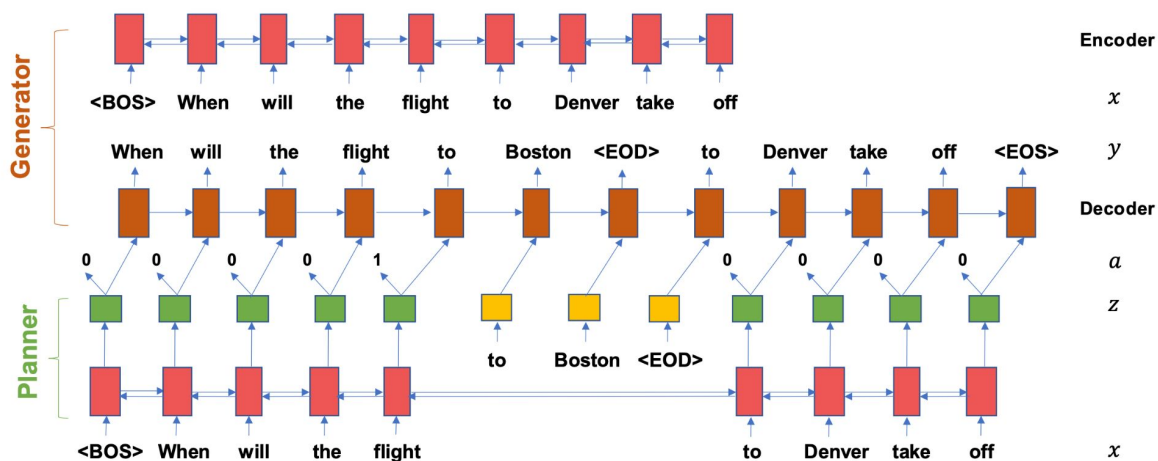 Generator
Encoder
<BOS> When will the flight to Denver take off x
When will the flight to Boston <EOD> to Denver take off <EOS> y
Decoder
0 0 0 0 1 0 0 0 0 a
Planner
z
to Boston <EOD>
<BOS> When will the flight to Denver take off x